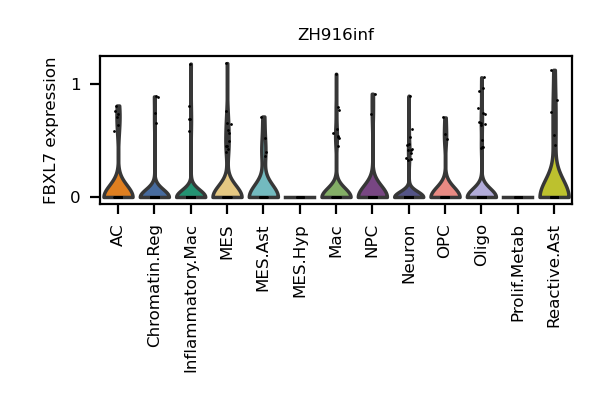 ZH916inf
FBXL7 expression
1
0
AC
Chromatin.Reg
Inflammatory.Mac
MES
MES.Ast
MES.Hyp
Mac
NPC
Neuron
OPC
Oligo
Prolif.Metab
Reactive.Ast